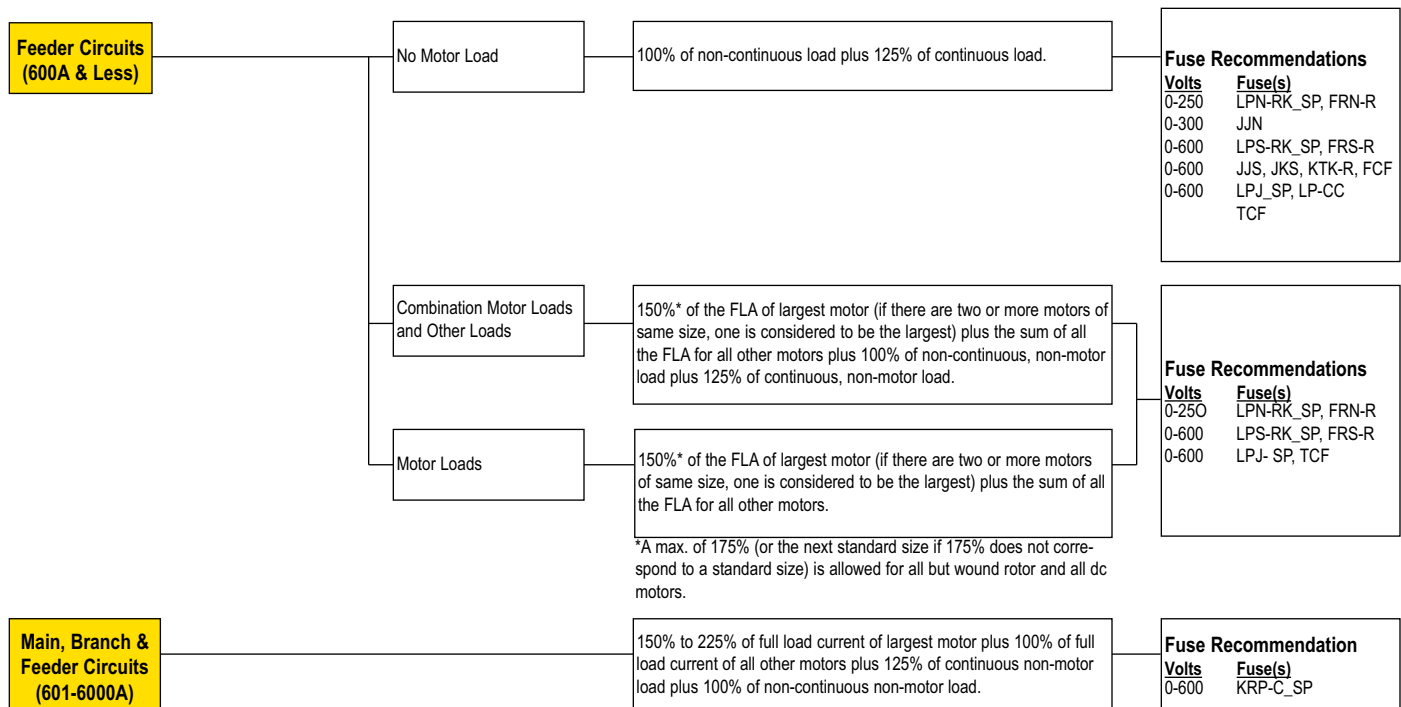 Feeder Circuits
(600A & Less)
No Motor Load
100% of non-continuous load plus 125% of continuous load.
Fuse Recommendations
Volts Fuse(s)
0-250 LPN-RK_SP, FRN-R
0-300 JJN
0-600 LPS-RK_SP, FRS-R
0-600 JJS, JKS, KTK-R, FCF
0-600 LPJ_SP, LP-CC
TCF
Combination Motor Loads
and Other Loads
150%* of the FLA of largest motor (if there are two or more motors of
same size, one is considered to be the largest) plus the sum of all
the FLA for all other motors plus 100% of non-continuous, non-motor
load plus 125% of continuous, non-motor load.
Motor Loads
150%* of the FLA of largest motor (if there are two or more motors
of same size, one is considered to be the largest) plus the sum of all
the FLA for all other motors.
Fuse Recommendations
Volts Fuse(s)
0-25O LPN-RK_SP, FRN-R
0-600 LPS-RK_SP, FRS-R
0-600 LPJ- SP, TCF
*A max. of 175% (or the next standard size if 175% does not corre-
spond to a standard size) is allowed for all but wound rotor and all dc
motors.
Main, Branch &
Feeder Circuits
(601-6000A)
150% to 225% of full load current of largest motor plus 100% of full
load current of all other motors plus 125% of continuous non-motor
load plus 100% of non-continuous non-motor load.
Fuse Recommendation
Volts Fuse(s)
0-600 KRP-C_SP